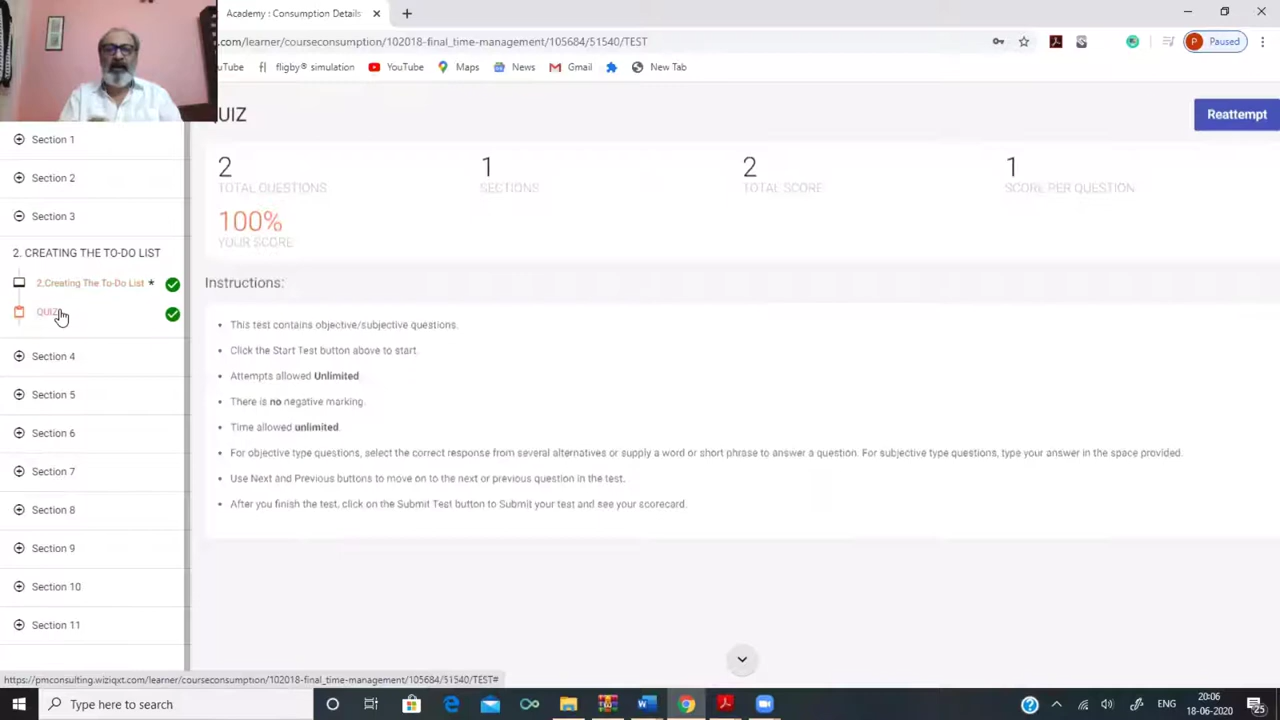 Academy : Consumption Details
.com/learner/courseconsumption/102018-final_time-management/105684/51540/TEST
Paused
uTube
fligby® simulation
YouTube
Maps
News
Gmail
New Tab
UIZ
Reattempt
2
TOTAL QUESTIONS
1
SECTIONS
2
TOTAL SCORE
1
SCORE PER QUESTION
100%
YOUR SCORE
Section 1
Section 2
Section 3
2. CREATING THE TO-DO LIST
2.Creating The To-Do List *
QUIZ
Section 4
Section 5
Section 6
Section 7
Section 8
Section 9
Section 10
Section 11
Instructions:
This test contains objective/subjective questions.
Click the Start Test button above to start.
Attempts allowed Unlimited
There is no negative marking.
Time allowed unlimited.
For objective type questions, select the correct response from several alternatives or supply a word or short phrase to answer a question. For subjective type questions, type your answer in the space provided.
Use Next and Previous buttons to move on to the next or previous question in the test.
After you finish the test, click on the Submit Test button to Submit your test and see your scorecard.
https://pmconsulting.wiziqxt.com/learner/courseconsumption/102018-final_time-management/105684/51540/TEST#
Type here to search
ENG
20:06
18-06-2020
25